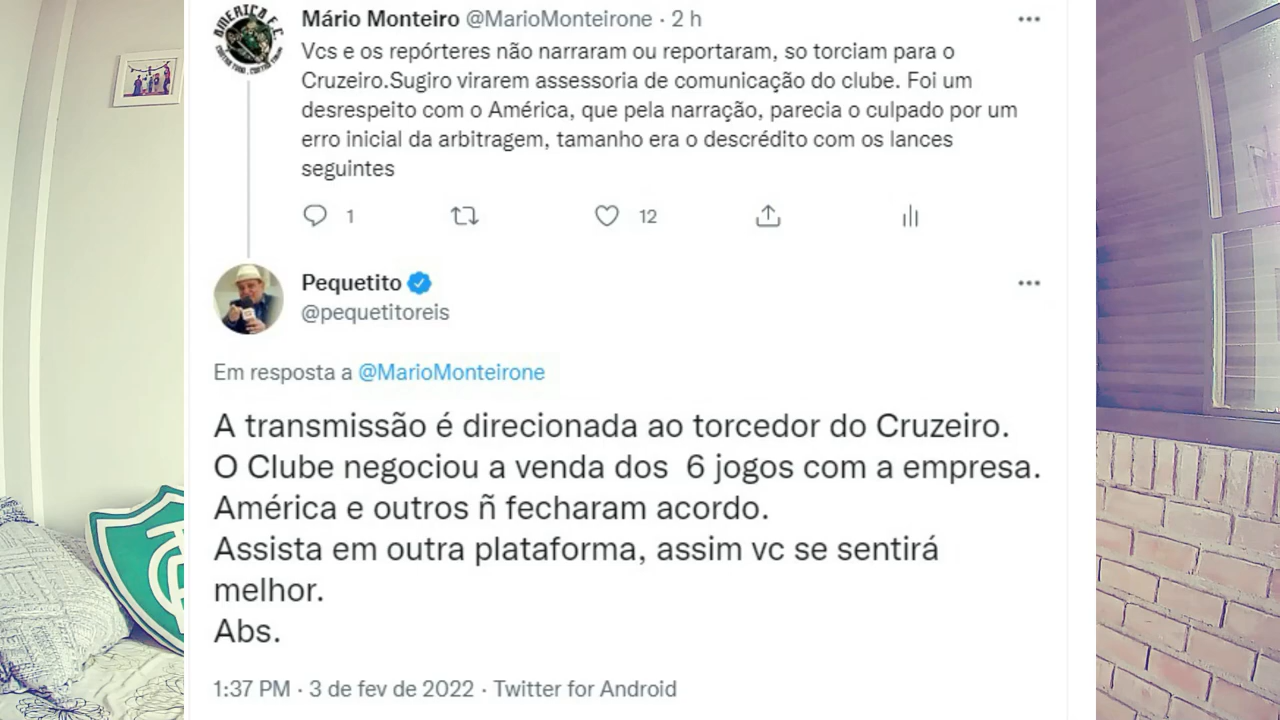 Mário Monteiro @MarioMonteirone · 2 h
Vcs e os repórteres não narraram ou reportaram, so torciam para o
Cruzeiro.Sugiro virarem assessoria de comunicação do clube. Foi um
desrespeito com o América, que pela narração, parecia o culpado por um
erro inicial da arbitragem, tamanho era o descrédito com os lances
seguintes
1 12
Pequetito
@pequetitoreis
Em resposta a @MarioMonteirone
A transmissão é direcionada ao torcedor do Cruzeiro.
O Clube negociou a venda dos 6 jogos com a empresa.
América e outros ñ fecharam acordo.
Assista em outra plataforma, assim vc se sentirá
melhor.
Abs.
1:37 PM · 3 de fev de 2022 · Twitter for Android